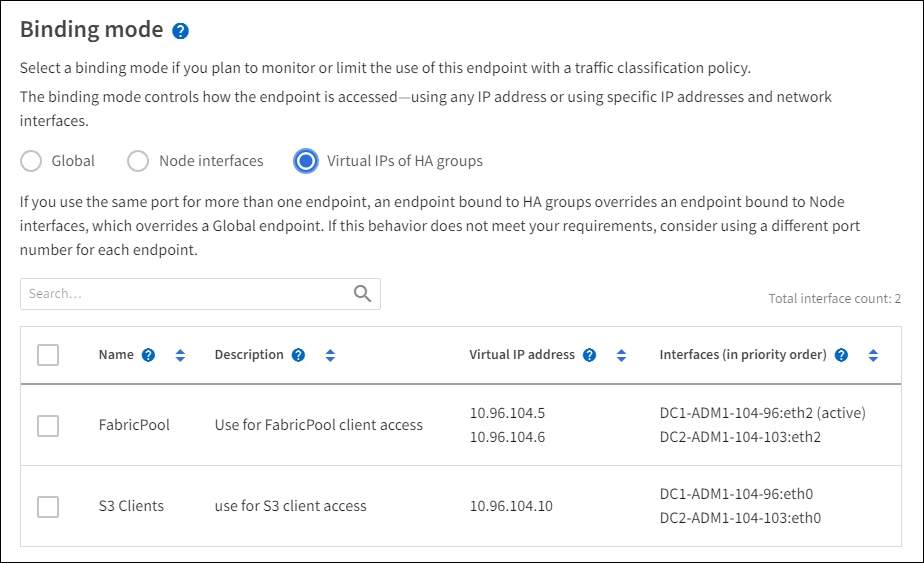 Binding mode ?
Select a binding mode if you plan to monitor or limit the use of this endpoint with a traffic classification policy.
The binding mode controls how the endpoint is accessed—using any IP address or using specific IP addresses and network
interfaces.
Global Node interfaces Virtual IPs of HA groups
If you use the same port for more than one endpoint, an endpoint bound to HA groups overrides an endpoint bound to Node
interfaces, which overrides a Global endpoint. If this behavior does not meet your requirements, consider using a different port
number for each endpoint.
Search...
Total interface count: 2
Name ? Description ? Virtual IP address ? Interfaces (in priority order) ?
FabricPool Use for FabricPool client access 10.96.104.5 DC1-ADM1-104-96:eth2 (active)
10.96.104.6 DC2-ADM1-104-103:eth2
S3 Clients use for S3 client access 10.96.104.10 DC1-ADM1-104-96:eth0
DC2-ADM1-104-103:eth0